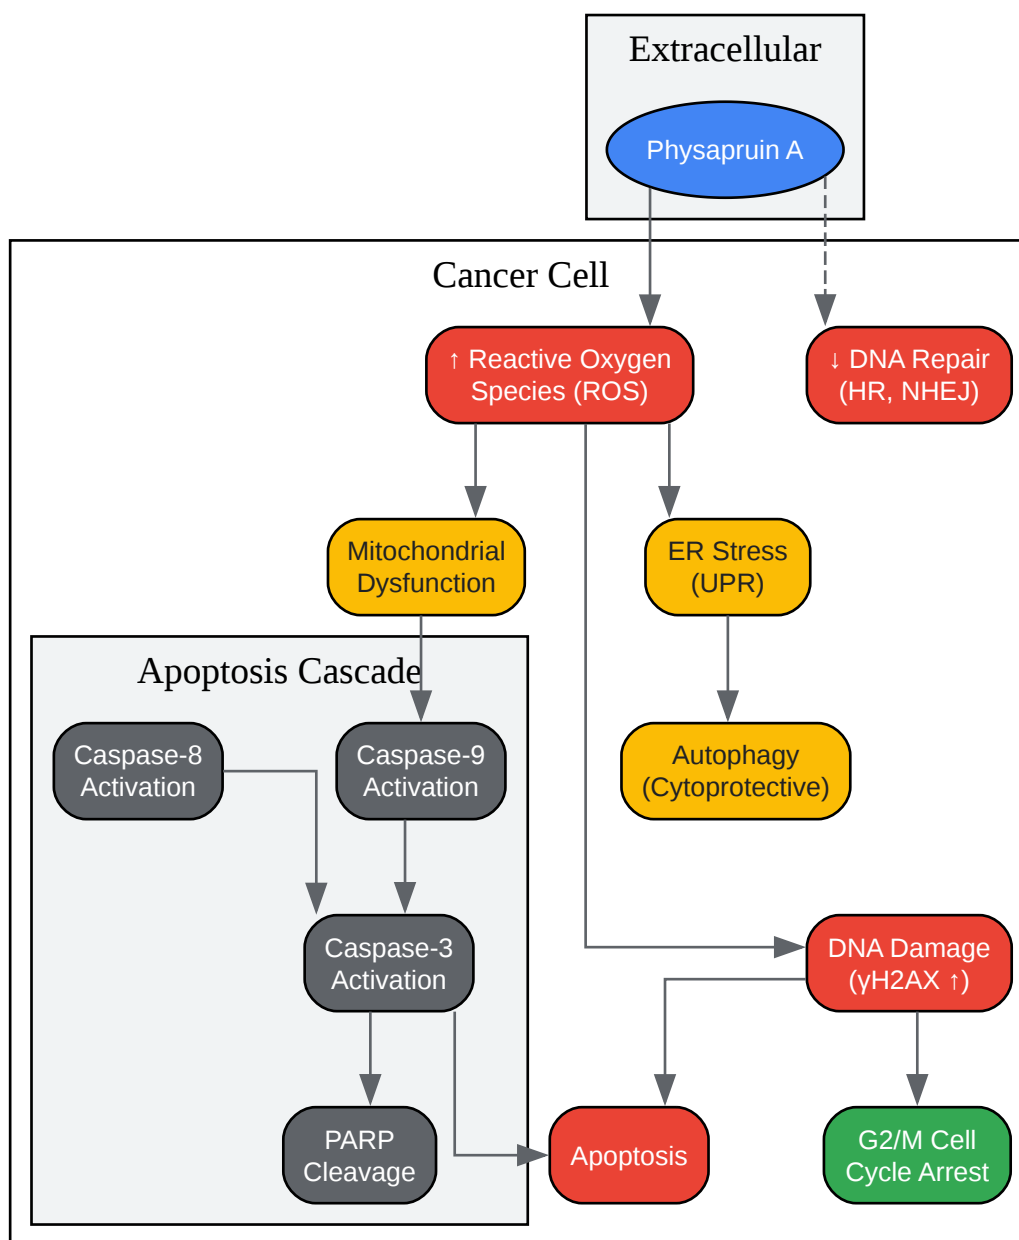 Extracellular
Physapruin A
Cancer Cell
↑ Reactive Oxygen
Species (ROS)
↓ DNA Repair
(HR, NHEJ)
Mitochondrial
Dysfunction
ER Stress
(UPR)
Apoptosis Cascade
Caspase-8
Activation
Caspase-9
Activation
Autophagy
(Cytoprotective)
Caspase-3
Activation
DNA Damage
(γH2AX ↑)
PARP
Cleavage
Apoptosis
G2/M Cell
Cycle Arrest